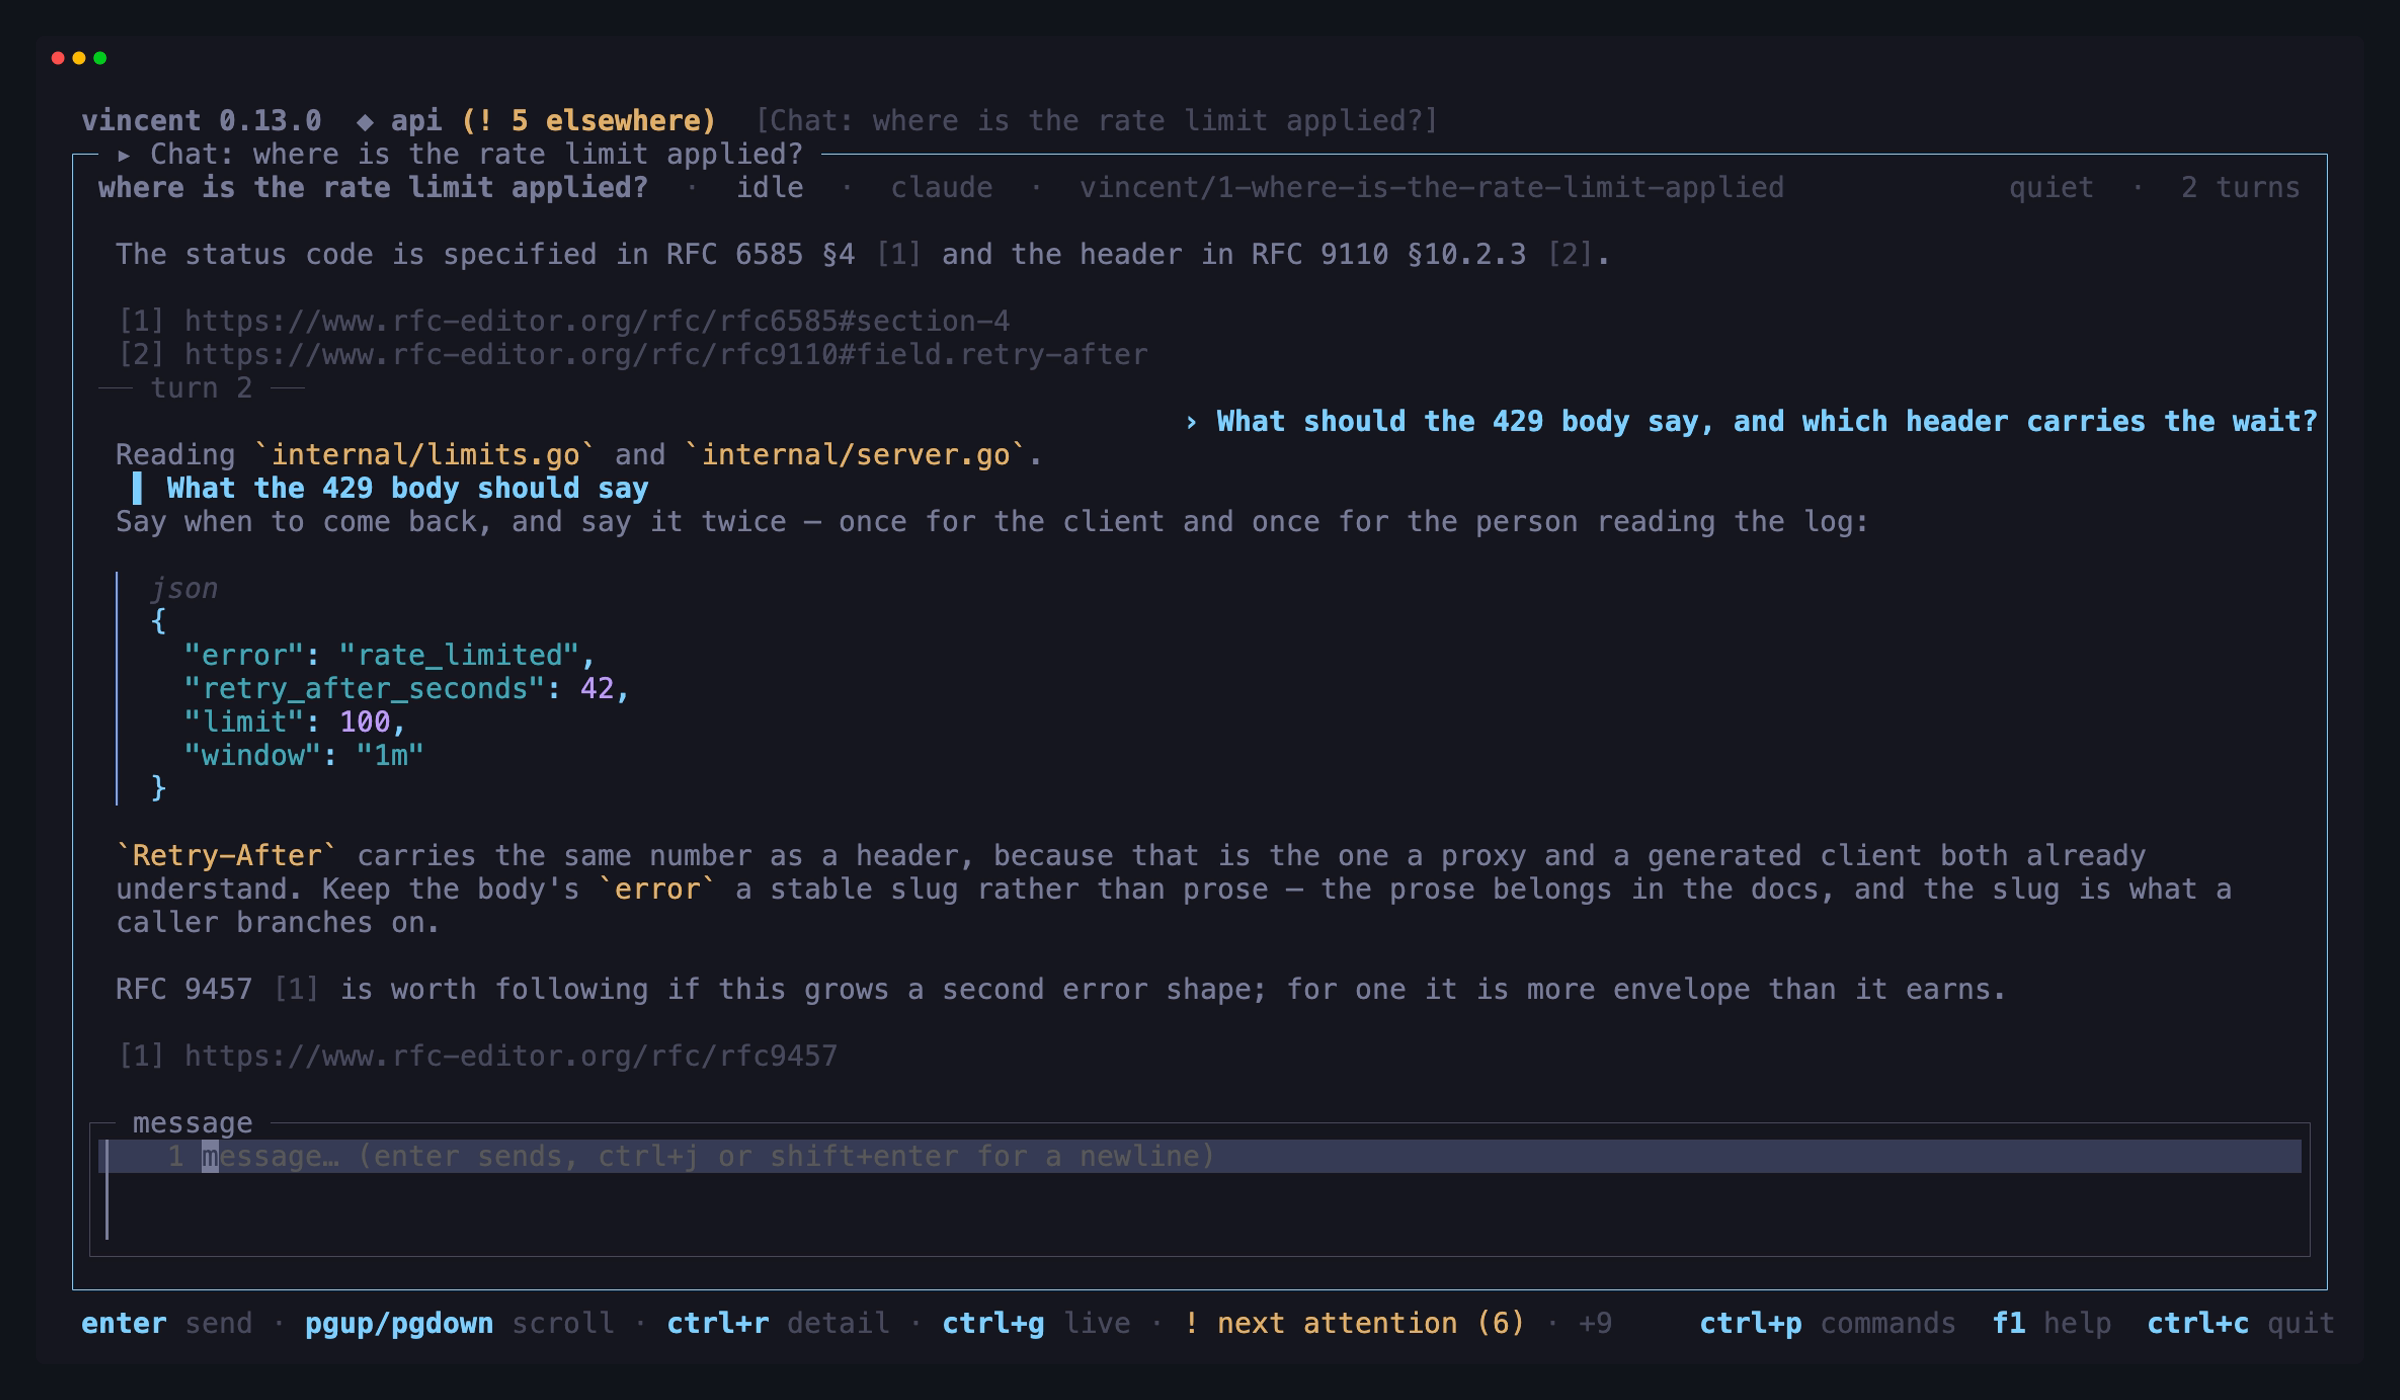 vincent 0.13.0 ◆ api (! 5 elsewhere) [Chat: where is the rate limit applied?]
▸ Chat: where is the rate limit applied?
where is the rate limit applied? · idle · claude · vincent/1-where-is-the-rate-limit-applied quiet · 2 turns
The status code is specified in RFC 6585 §4 [1] and the header in RFC 9110 §10.2.3 [2].
[1] https://www.rfc-editor.org/rfc/rfc6585#section-4
[2] https://www.rfc-editor.org/rfc/rfc9110#field.retry-after
── turn 2 ──
› What should the 429 body say, and which header carries the wait?
Reading `internal/limits.go` and `internal/server.go`.
▌ What the 429 body should say
Say when to come back, and say it twice — once for the client and once for the person reading the log:
json
{
"error": "rate_limited",
"retry_after_seconds": 42,
"limit": 100,
"window": "1m"
}
`Retry-After` carries the same number as a header, because that is the one a proxy and a generated client both already
understand. Keep the body's `error` a stable slug rather than prose — the prose belongs in the docs, and the slug is what a
caller branches on.
RFC 9457 [1] is worth following if this grows a second error shape; for one it is more envelope than it earns.
[1] https://www.rfc-editor.org/rfc/rfc9457
message
1 message… (enter sends, ctrl+j or shift+enter for a newline)
enter send · pgup/pgdown scroll · ctrl+r detail · ctrl+g live · ! next attention (6) · +9 ctrl+p commands f1 help ctrl+c quit